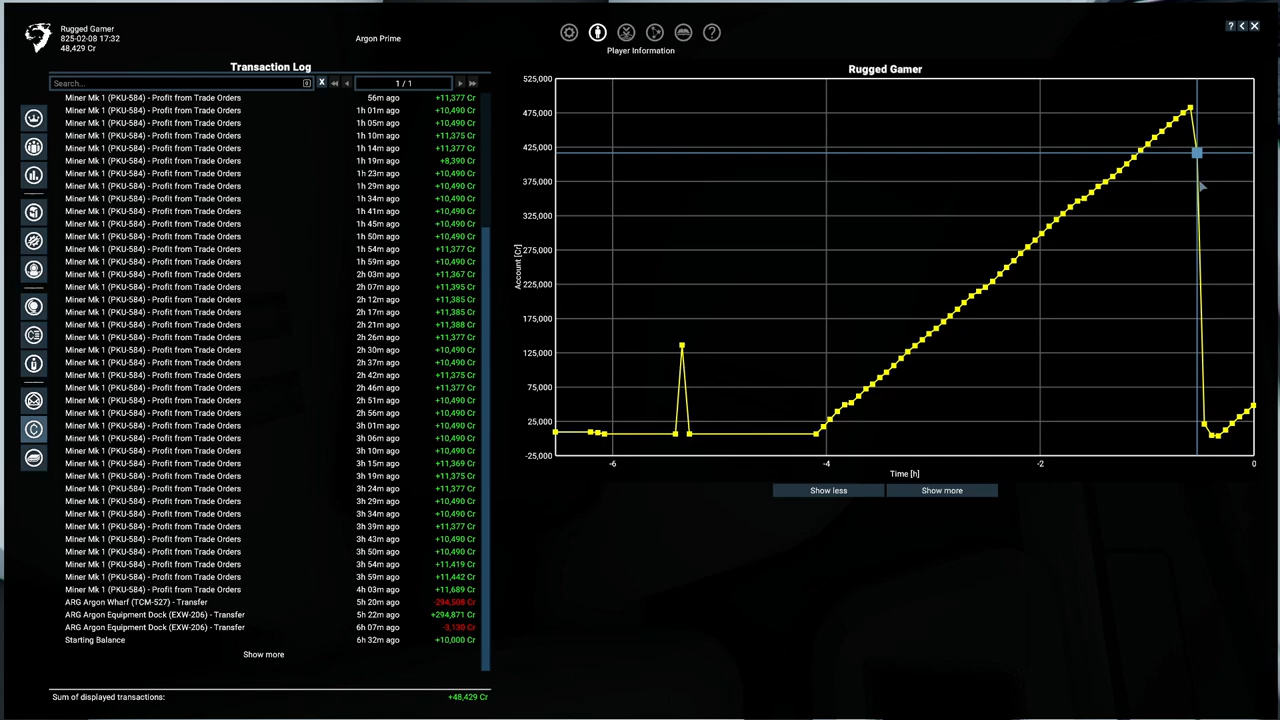 Rugged Gamer
825-02-08 17:32
48,429 Cr
Argon Prime
Player Information
Transaction Log
Search...
1 / 1
Miner Mk 1 (PKU-584) - Profit from Trade Orders 56m ago +11,377 Cr
Miner Mk 1 (PKU-584) - Profit from Trade Orders 1h 01m ago +10,490 Cr
Miner Mk 1 (PKU-584) - Profit from Trade Orders 1h 05m ago +10,490 Cr
Miner Mk 1 (PKU-584) - Profit from Trade Orders 1h 10m ago +11,375 Cr
Miner Mk 1 (PKU-584) - Profit from Trade Orders 1h 14m ago +11,377 Cr
Miner Mk 1 (PKU-584) - Profit from Trade Orders 1h 19m ago +8,390 Cr
Miner Mk 1 (PKU-584) - Profit from Trade Orders 1h 23m ago +10,490 Cr
Miner Mk 1 (PKU-584) - Profit from Trade Orders 1h 29m ago +10,490 Cr
Miner Mk 1 (PKU-584) - Profit from Trade Orders 1h 34m ago +10,490 Cr
Miner Mk 1 (PKU-584) - Profit from Trade Orders 1h 41m ago +10,490 Cr
Miner Mk 1 (PKU-584) - Profit from Trade Orders 1h 45m ago +10,490 Cr
Miner Mk 1 (PKU-584) - Profit from Trade Orders 1h 50m ago +10,490 Cr
Miner Mk 1 (PKU-584) - Profit from Trade Orders 1h 54m ago +11,377 Cr
Miner Mk 1 (PKU-584) - Profit from Trade Orders 1h 59m ago +10,490 Cr
Miner Mk 1 (PKU-584) - Profit from Trade Orders 2h 03m ago +11,367 Cr
Miner Mk 1 (PKU-584) - Profit from Trade Orders 2h 07m ago +11,395 Cr
Miner Mk 1 (PKU-584) - Profit from Trade Orders 2h 12m ago +11,385 Cr
Miner Mk 1 (PKU-584) - Profit from Trade Orders 2h 17m ago +11,385 Cr
Miner Mk 1 (PKU-584) - Profit from Trade Orders 2h 21m ago +11,388 Cr
Miner Mk 1 (PKU-584) - Profit from Trade Orders 2h 26m ago +11,377 Cr
Miner Mk 1 (PKU-584) - Profit from Trade Orders 2h 30m ago +10,490 Cr
Miner Mk 1 (PKU-584) - Profit from Trade Orders 2h 37m ago +10,490 Cr
Miner Mk 1 (PKU-584) - Profit from Trade Orders 2h 42m ago +11,375 Cr
Miner Mk 1 (PKU-584) - Profit from Trade Orders 2h 46m ago +11,377 Cr
Miner Mk 1 (PKU-584) - Profit from Trade Orders 2h 51m ago +10,490 Cr
Miner Mk 1 (PKU-584) - Profit from Trade Orders 2h 56m ago +10,490 Cr
Miner Mk 1 (PKU-584) - Profit from Trade Orders 3h 01m ago +10,490 Cr
Miner Mk 1 (PKU-584) - Profit from Trade Orders 3h 06m ago +10,490 Cr
Miner Mk 1 (PKU-584) - Profit from Trade Orders 3h 10m ago +10,490 Cr
Miner Mk 1 (PKU-584) - Profit from Trade Orders 3h 15m ago +11,369 Cr
Miner Mk 1 (PKU-584) - Profit from Trade Orders 3h 19m ago +11,375 Cr
Miner Mk 1 (PKU-584) - Profit from Trade Orders 3h 24m ago +11,377 Cr
Miner Mk 1 (PKU-584) - Profit from Trade Orders 3h 29m ago +10,490 Cr
Miner Mk 1 (PKU-584) - Profit from Trade Orders 3h 34m ago +10,490 Cr
Miner Mk 1 (PKU-584) - Profit from Trade Orders 3h 39m ago +11,377 Cr
Miner Mk 1 (PKU-584) - Profit from Trade Orders 3h 43m ago +10,490 Cr
Miner Mk 1 (PKU-584) - Profit from Trade Orders 3h 50m ago +10,490 Cr
Miner Mk 1 (PKU-584) - Profit from Trade Orders 3h 54m ago +11,419 Cr
Miner Mk 1 (PKU-584) - Profit from Trade Orders 3h 59m ago +11,442 Cr
Miner Mk 1 (PKU-584) - Profit from Trade Orders 4h 03m ago +11,689 Cr
ARG Argon Wharf (TCM-527) - Transfer 5h 20m ago -294,508 Cr
ARG Argon Equipment Dock (EXW-206) - Transfer 5h 22m ago +294,871 Cr
ARG Argon Equipment Dock (EXW-206) - Transfer 6h 07m ago -3,130 Cr
Starting Balance 6h 32m ago +10,000 Cr
Show more
Sum of displayed transactions: +48,429 Cr
Rugged Gamer
525,000
475,000
425,000
375,000
325,000
275,000
225,000
175,000
125,000
75,000
25,000
-25,000
Account [Cr]
-6 -4 -2 0
Time [h]
Show less Show more